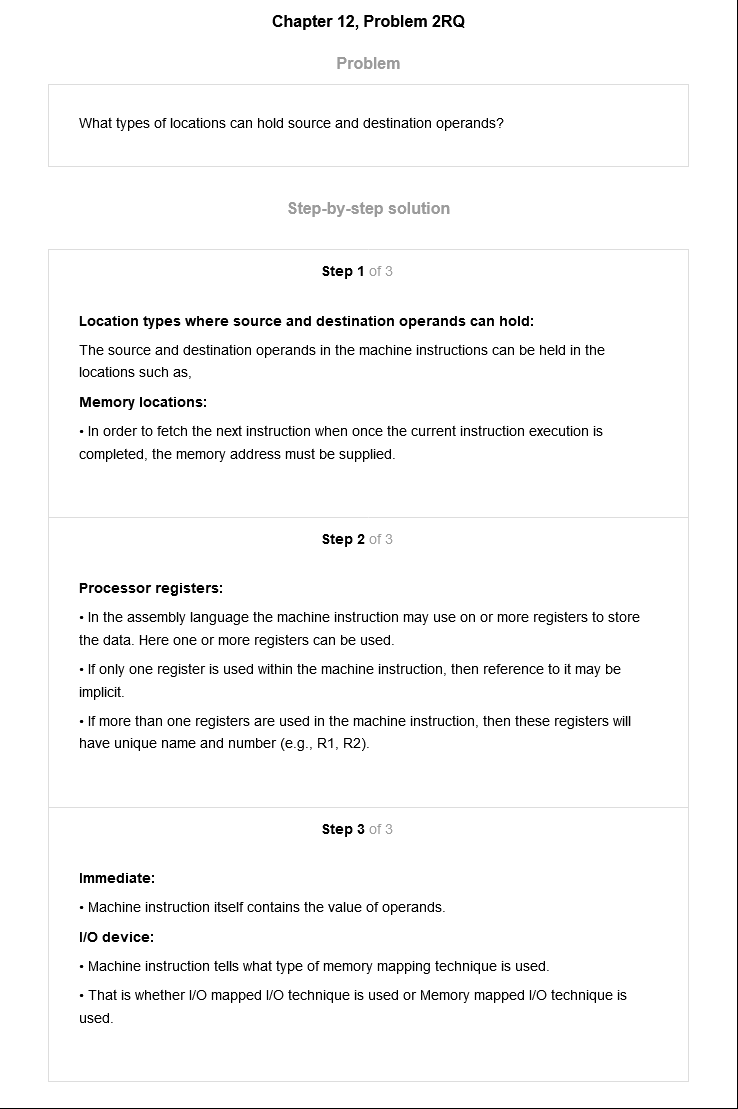 Chapter 12, Problem 2RQ
Problem
What types of locations can hold source and destination operands?
Step-by-step solution
Step 1 of 3
Location types where source and destination operands can hold:
The source and destination operands in the machine instructions can be held in the
locations such as,
Memory locations:
• In order to fetch the next instruction when once the current instruction execution is
completed, the memory address must be supplied.
Step 2 of 3
Processor registers:
• In the assembly language the machine instruction may use on or more registers to store
the data. Here one or more registers can be used.
• If only one register is used within the machine instruction, then reference to it may be
implicit.
• If more than one registers are used in the machine instruction, then these registers will
have unique name and number (e.g., R1, R2).
Step 3 of 3
Immediate:
• Machine instruction itself contains the value of operands.
I/O device:
• Machine instruction tells what type of memory mapping technique is used.
• That is whether I/O mapped I/O technique is used or Memory mapped I/O technique is
used.